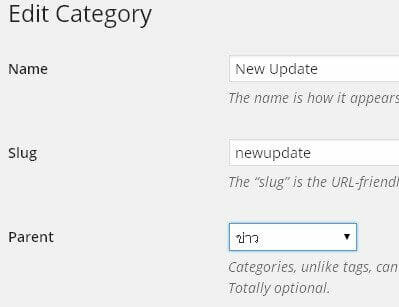 Edit Category
Name
New Update
The name is how it appears
Slug
newupdate
The “slug” is the URL-friendl
Parent
ข่าว
Categories, unlike tags, can
Totally optional.